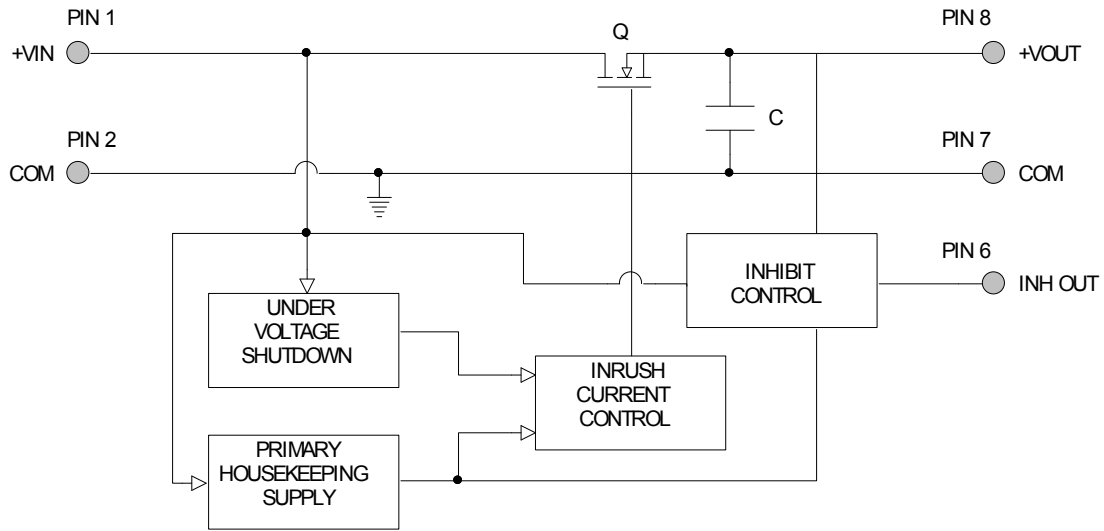 PIN 1
Q
PIN 8
+VIN
+VOUT
C
PIN 2
PIN 7
COM
COM
PIN 6
INHIBIT
CONTROL
INH OUT
UNDER
VOLTAGE
SHUTDOWN
INRUSH
CURRENT
CONTROL
PRIMARY
HOUSEKEEPING
SUPPLY